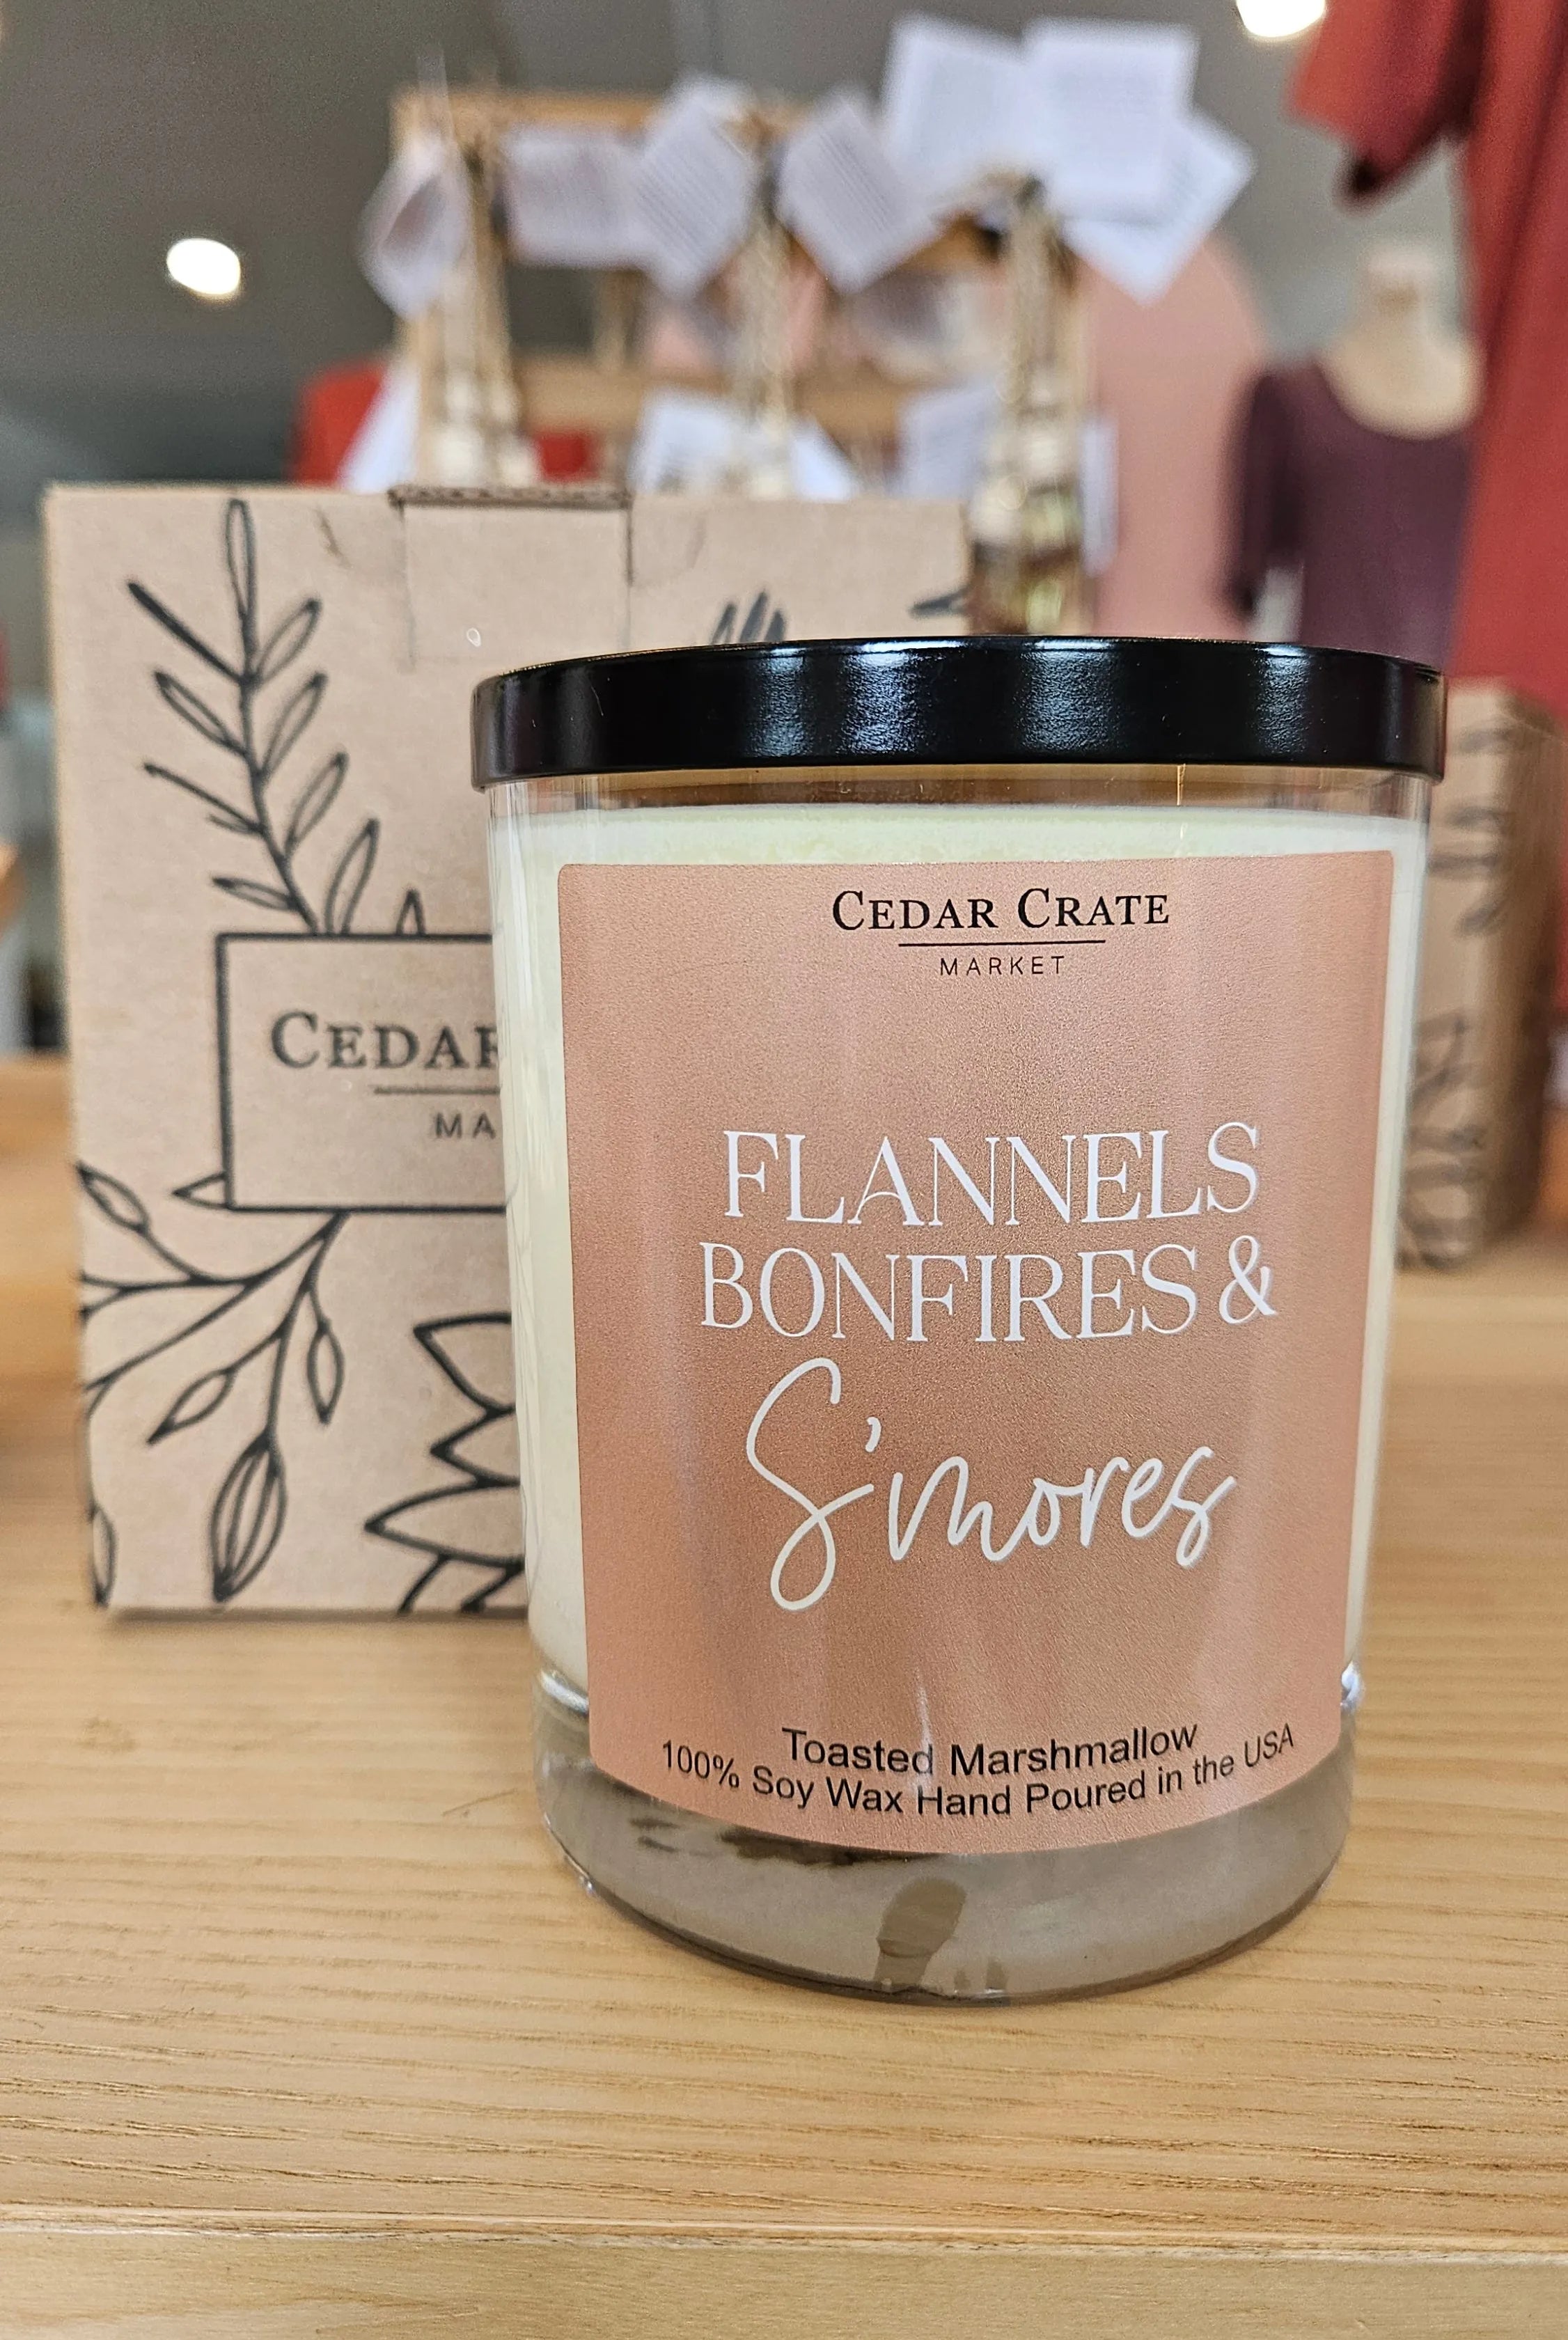 CEDAR CRATE
MARKET
FLANNELS
BONFIRES &
S'mores
Toasted Marshmallow
100% Soy Wax Hand Poured in the USA
CEDAR
MA